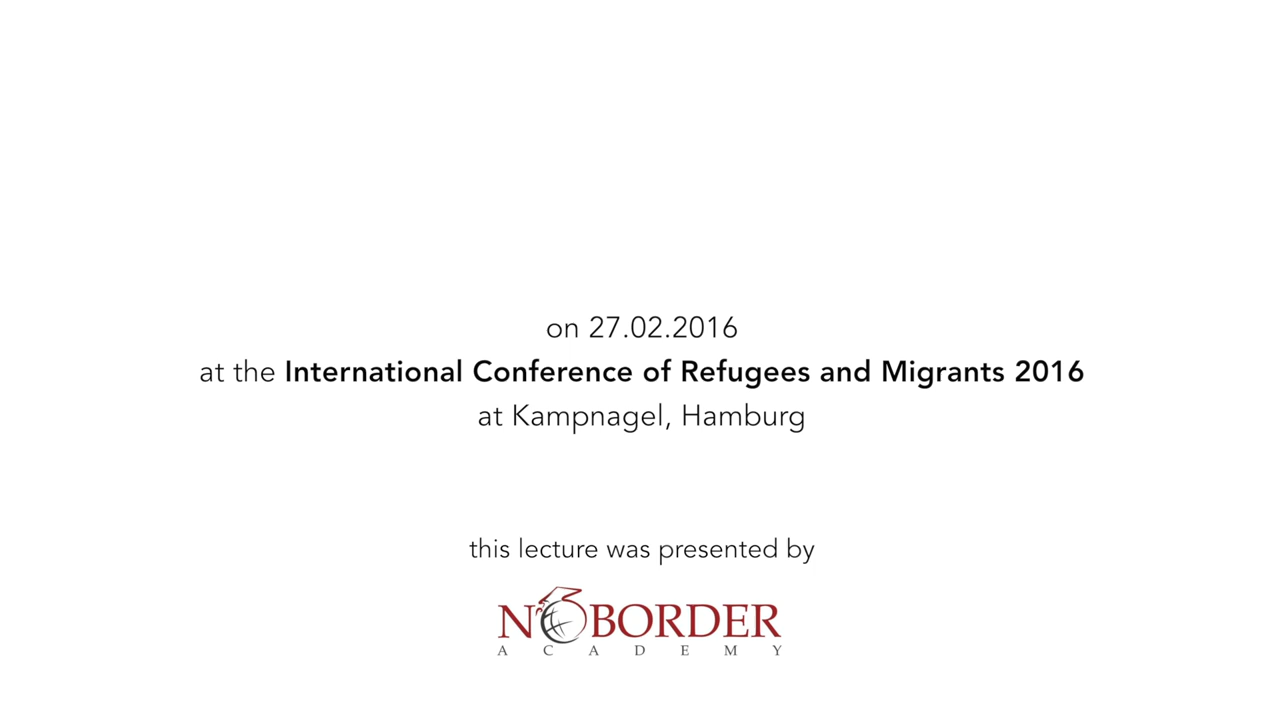 on 27.02.2016
at the International Conference of Refugees and Migrants 2016
at Kampnagel, Hamburg
this lecture was presented by
NOBORDER
ACADEMY